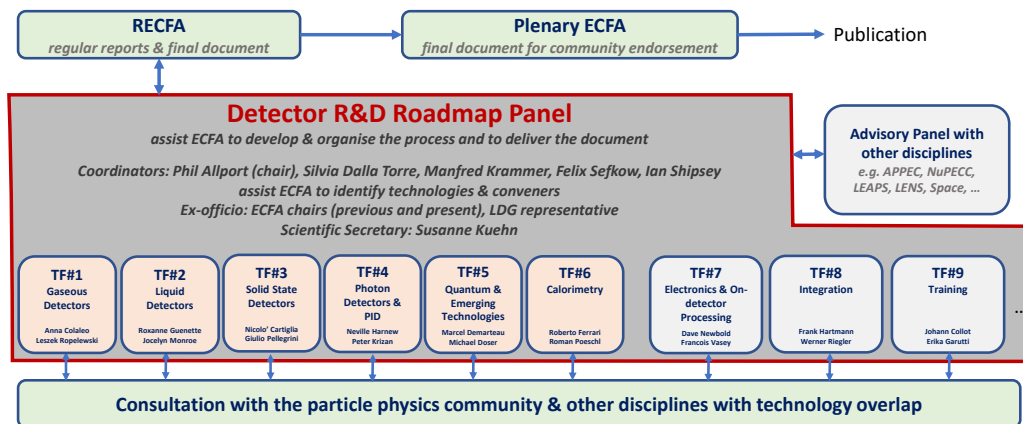 RECFA
regular reports & final document
Plenary ECFA
final document for community endorsement
Publication
Detector R&D Roadmap Panel
assist ECFA to develop & organise the process and to deliver the document
Coordinators: Phil Allport (chair), Silvia Dalla Torre, Manfred Krammer, Felix Sefkow, Ian Shipsey
assist ECFA to identify technologies & conveners
Ex-officio: ECFA chairs (previous and present), LDG representative
Scientific Secretary: Susanne Kuehn
Advisory Panel with
other disciplines
e.g. APPEC, NuPECC,
LEAPS, LENS, Space, …
TF#1
Gaseous
Detectors
Anna Colaleo
Leszek Ropelewski
TF#2
Liquid
Detectors
Roxanne Guenette
Jocelyn Monroe
TF#3
Solid State
Detectors
Nicolo' Cartiglia
Giulio Pellegrini
TF#4
Photon
Detectors &
PID
Neville Harnew
Peter Krizan
TF#5
Quantum &
Emerging
Technologies
Marcel Demarteau
Michael Doser
TF#6
Calorimetry
Roberto Ferrari
Roman Poeschl
TF#7
Electronics & On-
detector
Processing
Dave Newbold
Francois Vasey
TF#8
Integration
Frank Hartmann
Werner Riegler
TF#9
Training
Johann Collot
Erika Garutti
...
Consultation with the particle physics community & other disciplines with technology overlap